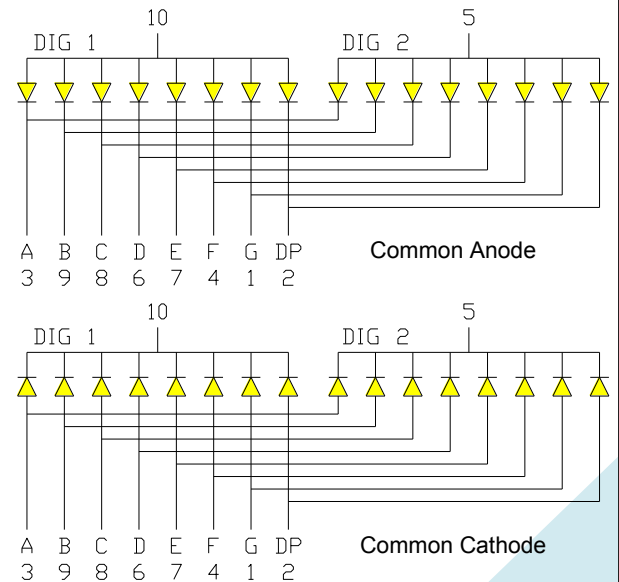 10 5
DIG 1 DIG 2
A B C D E F G DP Common Anode
3 9 8 6 7 4 1 2
10 5
DIG 1 DIG 2
A B C D E F G DP Common Cathode
3 9 8 6 7 4 1 2